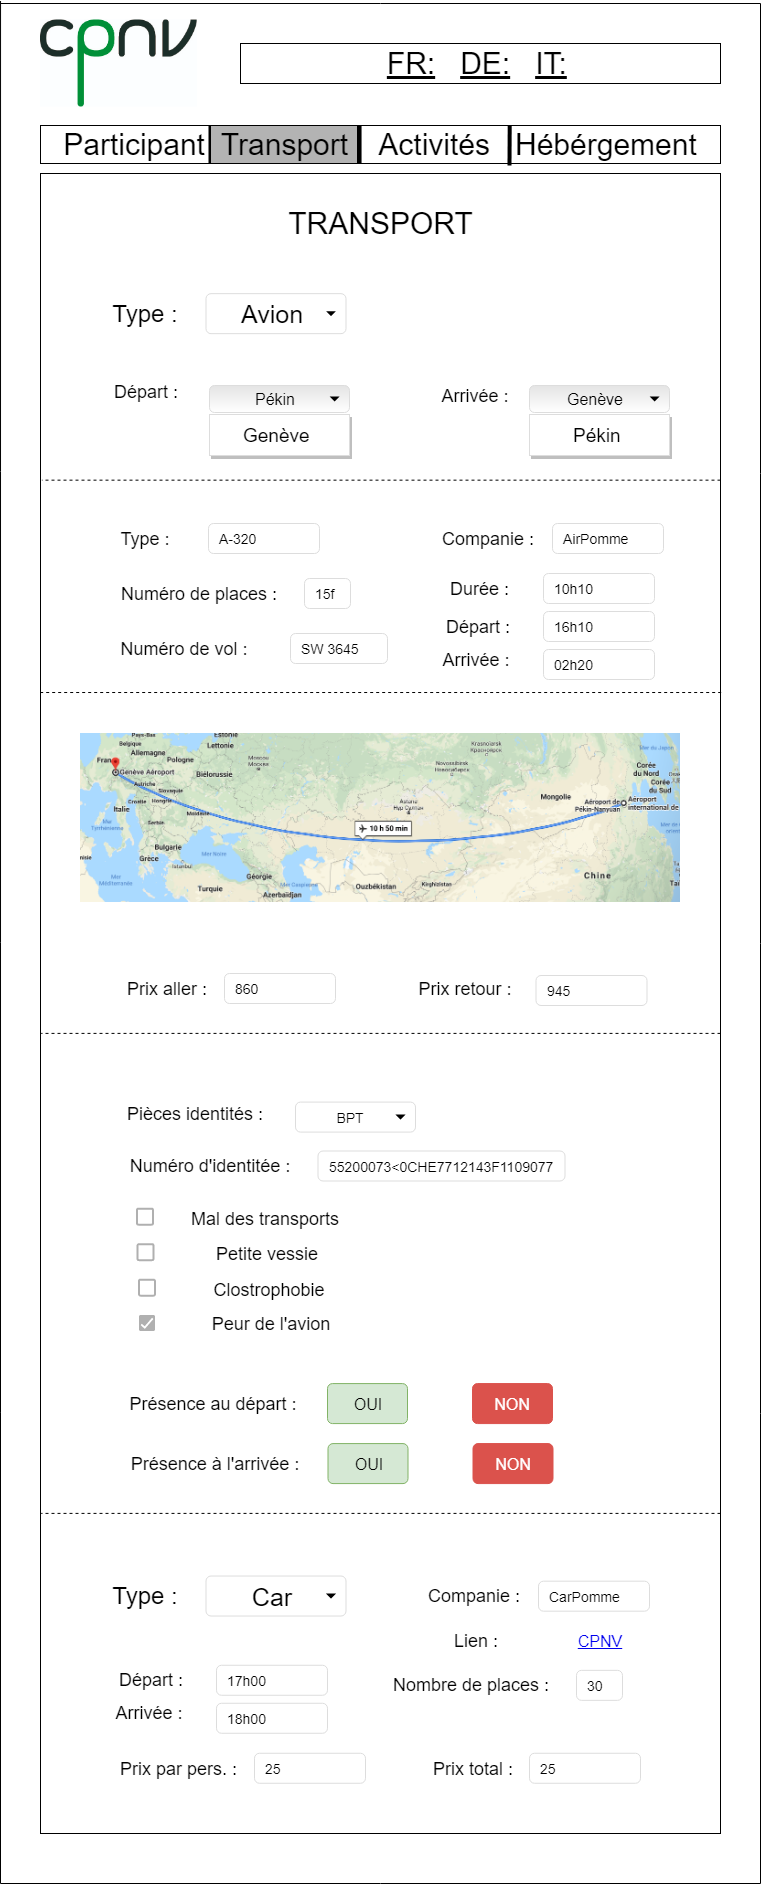 cpnv
FR: DE: IT:
Participant Transport Activités Hébérgement
TRANSPORT
Type : Avion
Départ : Pékin Arrivée : Genève
Genève Pékin
Type : A-320 Companie : AirPomme
Numéro de places : 15f Durée : 10h10
Départ : 16h10
Numéro de vol : SW 3645 Arrivée : 02h20
Pays-Bas Estonie
Belgique Lettonie
Allemagne
Pologne
Biélorussie
Genève Aéroport
Autriche
Slovaquie
Croatie Hongrie
Italie
Moldavie
Serbie
Bulgarie
Grèce
Istanbul
Turquie
Géorgie
Azerbaïdjan
Ouzbékistan
Kirghizistan
10 h 50 min
Mongolie
Chine
Corée
du Nord
Corée
du Sud
Aéroport de
Pékin-Nanyuan
Aéroport
international de
Prix aller : 860 Prix retour : 945
Pièces identités : BPT
Numéro d'identitée : 55200073<0CHE7712143F1109077
Mal des transports
Petite vessie
Clostrophobie
Peur de l'avion
Présence au départ : OUI NON
Présence à l'arrivée : OUI NON
Type : Car Companie : CarPomme
Lien : CPNV
Départ : 17h00 Nombre de places : 30
Arrivée : 18h00
Prix par pers. : 25 Prix total : 25